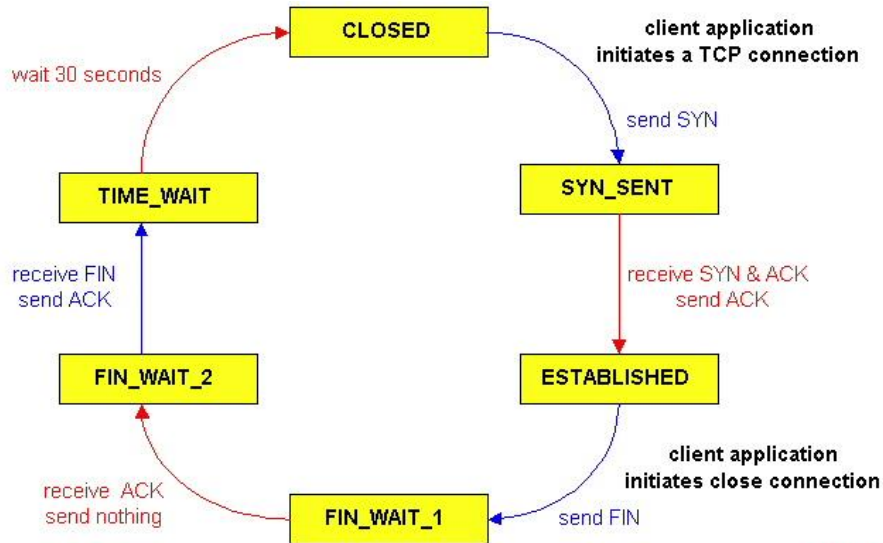 CLOSED
client application
initiates a TCP connection
send SYN
SYN_SENT
receive SYN & ACK
send ACK
ESTABLISHED
client application
initiates close connection
send FIN
FIN_WAIT_1
receive ACK
send nothing
FIN_WAIT_2
receive FIN
send ACK
TIME_WAIT
wait 30 seconds